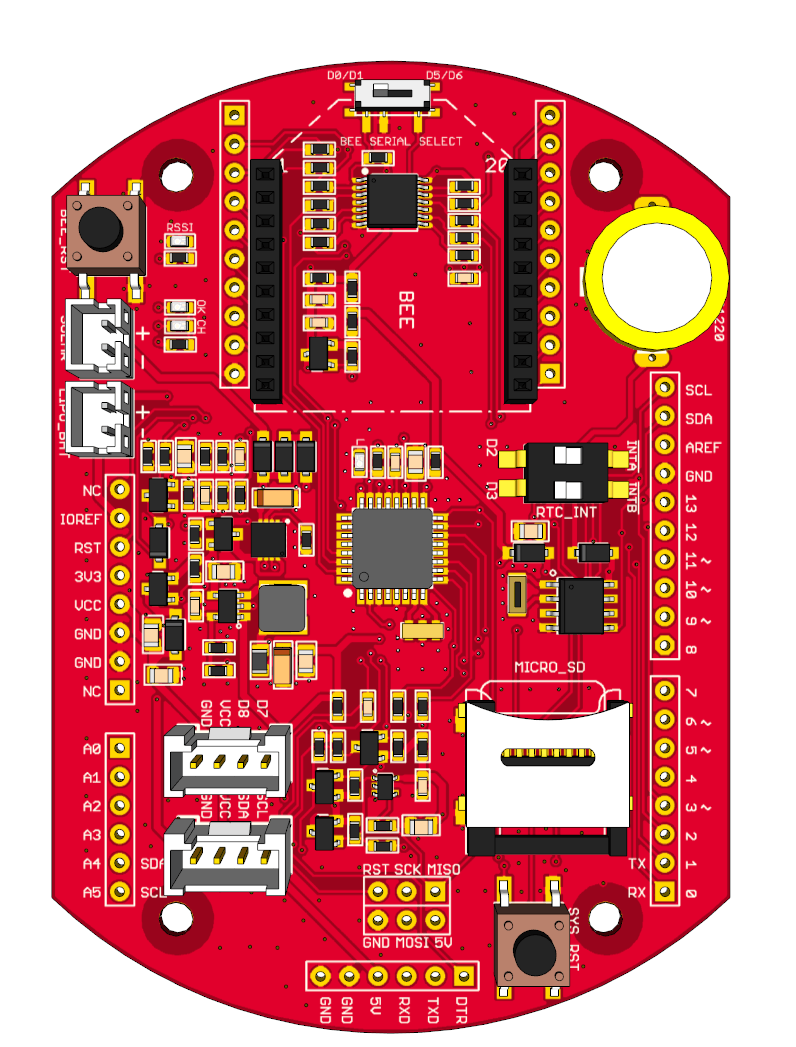 D0/D1 D5/D6
BEE SERIAL SELECT
1 20
BEE_RST
RSSI
BEE
OK
CH
+
-
+
-
1220
L
SCL
SDA
AREF
GND
13
12
11 ~
10 ~
9 ~
8
D2
D3
INTA
INTB
RTC_INT
NC
IOREF
RST
3V3
VCC
GND
GND
NC
MICRO_SD
7
6 ~
5 ~
4
3 ~
2
TX 1
RX 0
GND
VCC
D8
D7
GND
VCC
SDA
SCL
A0
A1
A2
A3
A4 SDA
A5 SCL
RST SCK MISO
GND MOSI 5V
SYS_RST
GND
GND
5V
RXD
TXD
DTR